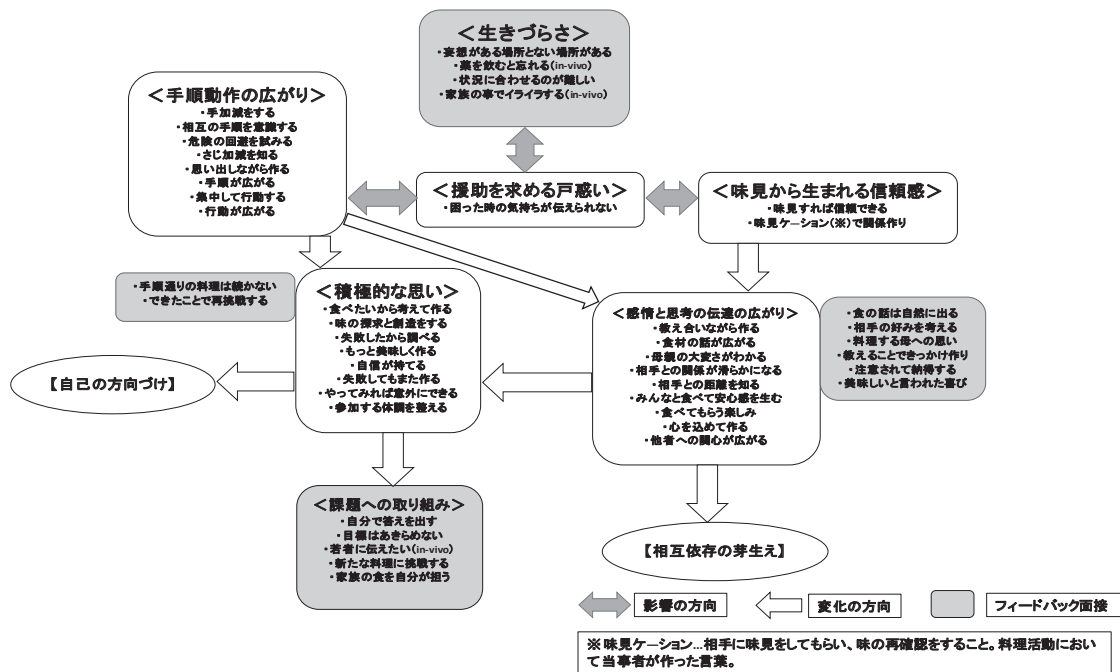 ＜生きづらさ＞
・妄想がある場所とない場所がある
・薬を飲むと忘れる(in-vivo)
・状況に合わせるのが難しい
・家族の事でイライラする(in-vivo)
＜手順動作の広がり＞
・手加減をする
・相互の手順を意識する
・危険の回避を試みる
・さじ加減を知る
・思い出しながら作る
・手順が広がる
・集中して行動する
・行動が広がる
＜援助を求める戸惑い＞
・困った時の気持ちが伝えられない
＜味見から生まれる信頼感＞
・味見すれば信頼できる
・味見ケーション(※)で関係作り
・手順通りの料理は続かない
・できたことで再挑戦する
＜積極的な思い＞
・食べたいから考えて作る
・味の探求と創造をする
・失敗したから調べる
・もっと美味しく作る
・自信が持てる
・失敗してもまた作る
・やってみれば意外にできる
・参加する体調を整える
＜感情と思考の伝達の広がり＞
・教え合いながら作る
・食材の話が広がる
・母親の大変さがわかる
・相手との関係が滑らかになる
・相手との距離を知る
・みんなと食べて安心感を生む
・食べてもらう楽しみ
・心を込めて作る
・他者への関心が広がる
・食の話は自然に出る
・相手の好みを考える
・料理する母への思い
・教えることできっかけ作り
・注意されて納得する
・美味しいと言われた喜び
【自己の方向づけ】
＜課題への取り組み＞
・自分で答えを出す
・目標はあきらめない
・若者に伝えたい(in-vivo)
・新たな料理に挑戦する
・家族の食を自分が担う
【相互依存の芽生え】
影響の方向
変化の方向
フィードバック面接
※味見ケーション…相手に味見をしてもらい、味の再確認をすること。料理活動におい
て当事者が作った言葉。